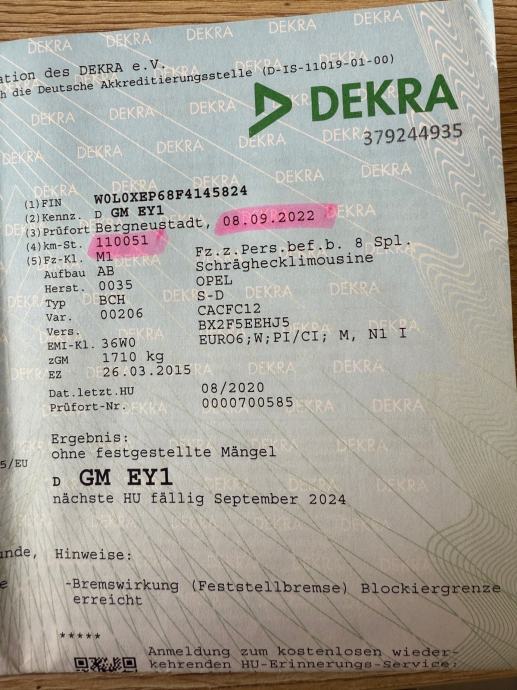 ation des DEKRA e.V.
h die Deutsche Akkreditierungsstelle (D-IS-11019-01-00)
DEKRA
379244935
(1)FIN W0L0XEP68F4145824
(2)Kennz. D GM EY1
(3)Prüfort Bergneustadt, 08.09.2022
(4)km-St. 110051
(5)Fz-Kl. M1 Fz.z.Pers.bef.b. 8 Spl.
Aufbau AB Schräghecklimousine
Herst. 0035 OPEL
Typ BCH S-D
Var. 00206 CACFC12
Vers. BX2F5EEHJ5
EMI-Kl. 36W0 EURO6;W;PI/CI; M, N1 I
zGM 1710 kg
EZ 26.03.2015
Dat.letzt.HU 08/2020
Prüfort-Nr. 0000700585
Ergebnis:
ohne festgestellte Mängel
5/EU
D GM EY1
nächste HU fällig September 2024
nde, Hinweise:
e -Bremswirkung (Feststellbremse) Blockiergrenze
erreicht
*****
Anmeldung zum kostenlosen wieder-
kehrenden HU-Erinnerungs-Service: